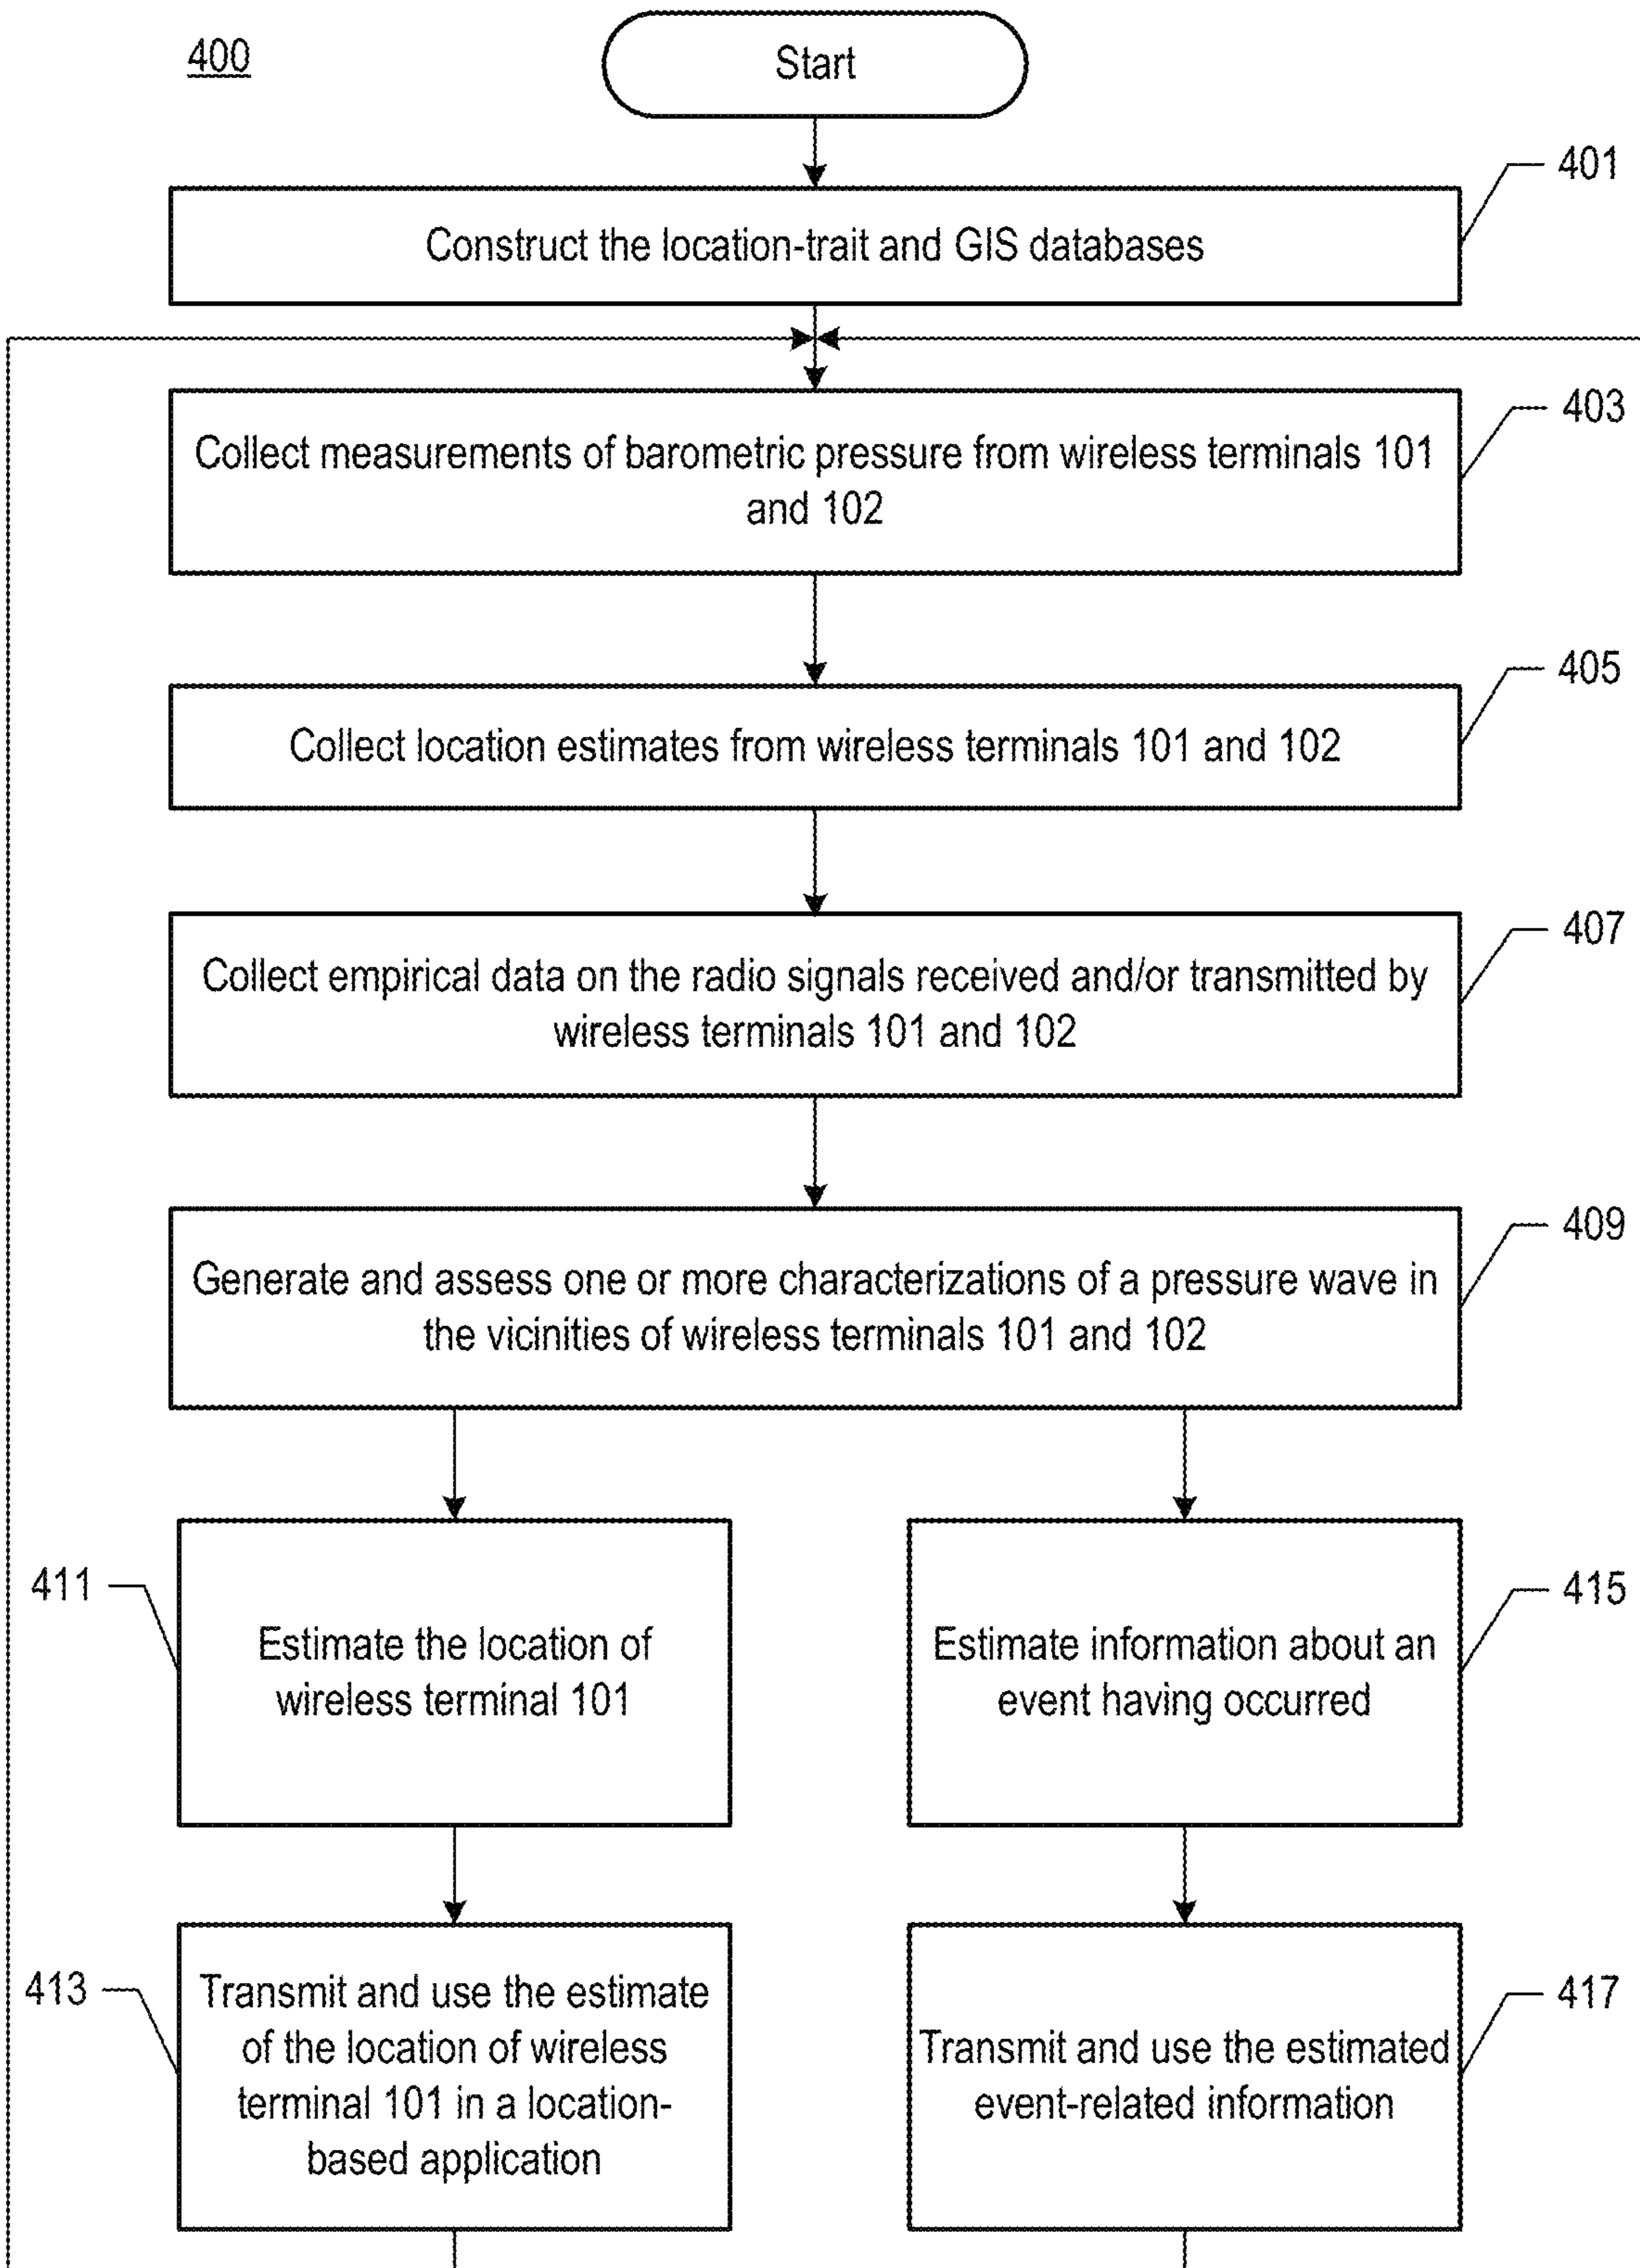 400
Start
401
Construct the location-trait and GIS databases
403
Collect measurements of barometric pressure from wireless terminals 101
and 102
405
Collect location estimates from wireless terminals 101 and 102
407
Collect empirical data on the radio signals received and/or transmitted by
wireless terminals 101 and 102
409
Generate and assess one or more characterizations of a pressure wave in
the vicinities of wireless terminals 101 and 102
411
Estimate the location of
wireless terminal 101
415
Estimate information about an
event having occurred
413
Transmit and use the estimate
of the location of wireless
terminal 101 in a location-
based application
417
Transmit and use the estimated
event-related information